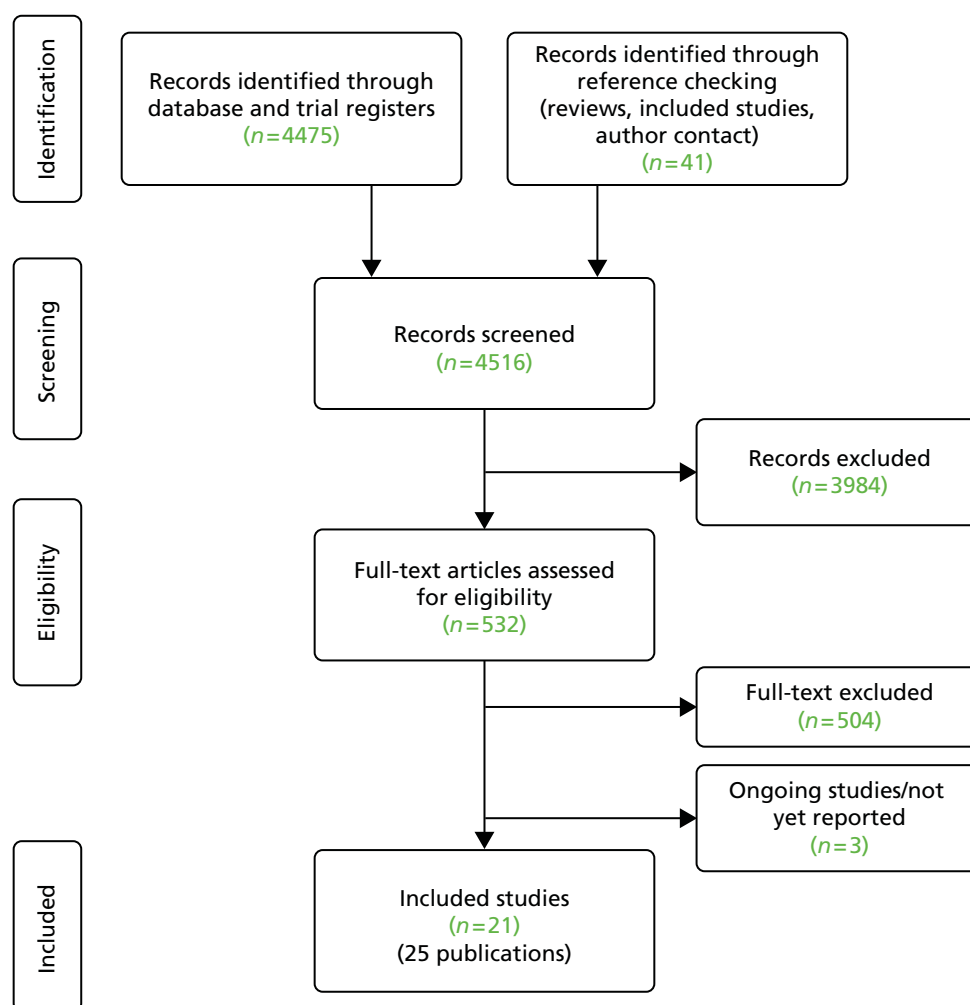 Identification
Records identified through
database and trial registers
(n=4475)
Records identified through
reference checking
(reviews, included studies,
author contact)
(n=41)
Screening
Records screened
(n=4516)
Records excluded
(n=3984)
Eligibility
Full-text articles assessed
for eligibility
(n=532)
Full-text excluded
(n=504)
Ongoing studies/not
yet reported
(n=3)
Included
Included studies
(n=21)
(25 publications)